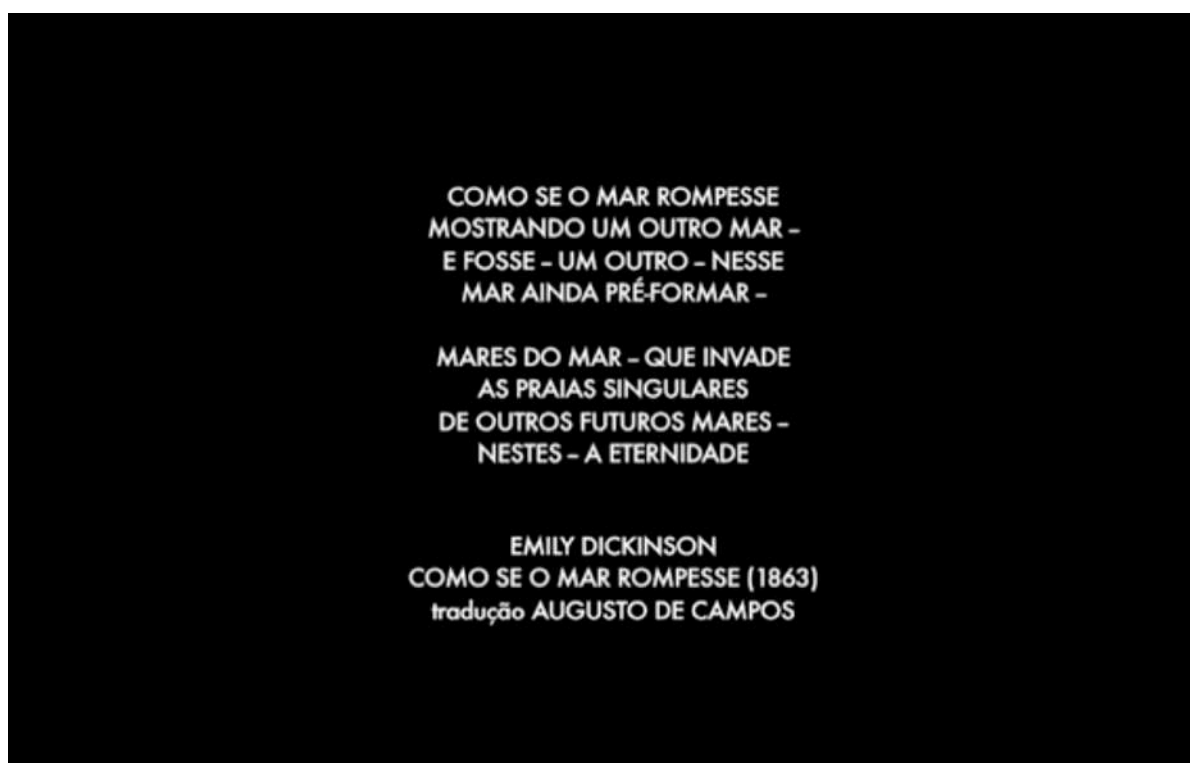 COMO SE O MAR ROMPESSE
MOSTRANDO UM OUTRO MAR –
E FOSSE – UM OUTRO – NESSE
MAR AINDA PRÉ-FORMAR –
MARES DO MAR – QUE INVADE
AS PRAIAS SINGULARES
DE OUTROS FUTUROS MARES –
NESTES – A ETERNIDADE
EMILY DICKINSON
COMO SE O MAR ROMPESSE (1863)
tradução AUGUSTO DE CAMPOS